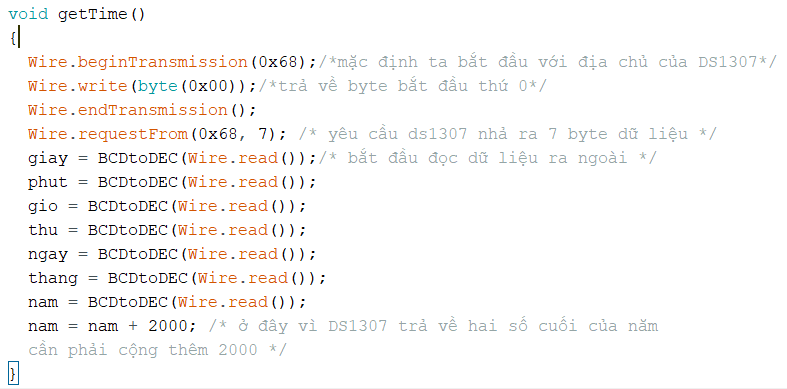 void getTime()
{
Wire.beginTransmission(0x68);/*mặc định ta bắt đầu với địa chủ của DS1307*/
Wire.write(byte(0x00));/*trả về byte bắt đầu thứ 0*/
Wire.endTransmission();
Wire.requestFrom(0x68, 7); /* yêu cầu ds1307 nhả ra 7 byte dữ liệu */
giay = BCDtoDEC(Wire.read());/* bắt đầu đọc dữ liệu ra ngoài */
phut = BCDtoDEC(Wire.read());
gio = BCDtoDEC(Wire.read());
thu = BCDtoDEC(Wire.read());
ngay = BCDtoDEC(Wire.read());
thang = BCDtoDEC(Wire.read());
nam = BCDtoDEC(Wire.read());
nam = nam + 2000; /* ở đây vì DS1307 trả về hai số cuối của năm
cần phải cộng thêm 2000 */
}